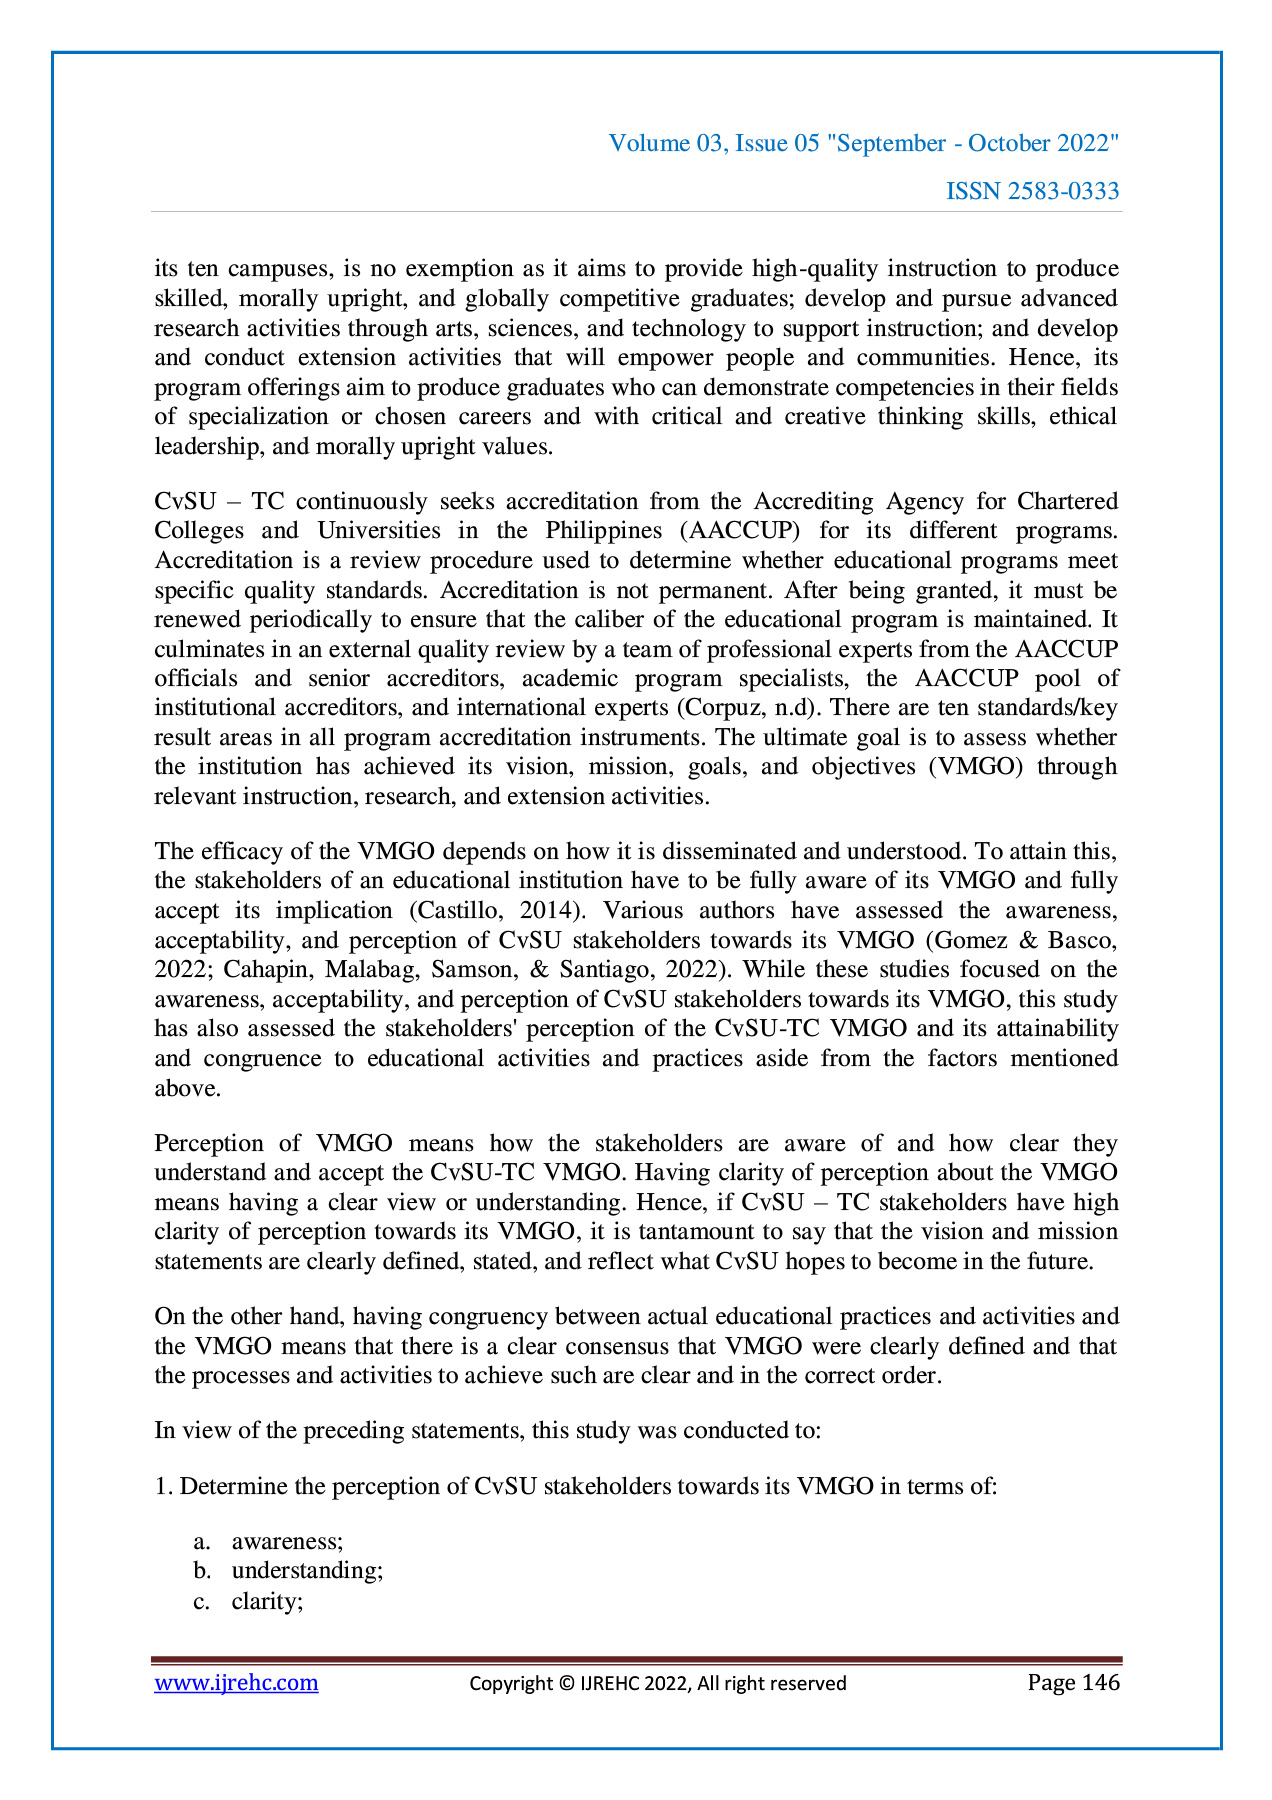 Volume 03, Issue 05 "September - October 2022"
ISSN 2583-0333
its ten campuses, is no exemption as it aims to provide high-quality instruction to produce
skilled, morally upright, and globally competitive graduates; develop and pursue advanced
research activities through arts, sciences, and technology to support instruction; and develop
and conduct extension activities that will empower people and communities. Hence, its
program offerings aim to produce graduates who can demonstrate competencies in their fields
of specialization or chosen careers and with critical and creative thinking skills, ethical
leadership, and morally upright values.
CvSU – TC continuously seeks accreditation from the Accrediting Agency for Chartered
Colleges and Universities in the Philippines (AACCUP) for its different programs.
Accreditation is a review procedure used to determine whether educational programs meet
specific quality standards. Accreditation is not permanent. After being granted, it must be
renewed periodically to ensure that the caliber of the educational program is maintained. It
culminates in an external quality review by a team of professional experts from the AACCUP
officials and senior accreditors, academic program specialists, the AACCUP pool of
institutional accreditors, and international experts (Corpuz, n.d). There are ten standards/key
result areas in all program accreditation instruments. The ultimate goal is to assess whether
the institution has achieved its vision, mission, goals, and objectives (VMGO) through
relevant instruction, research, and extension activities.
The efficacy of the VMGO depends on how it is disseminated and understood. To attain this,
the stakeholders of an educational institution have to be fully aware of its VMGO and fully
accept its implication (Castillo, 2014). Various authors have assessed the awareness,
acceptability, and perception of CvSU stakeholders towards its VMGO (Gomez & Basco,
2022; Cahapin, Malabag, Samson, & Santiago, 2022). While these studies focused on the
awareness, acceptability, and perception of CvSU stakeholders towards its VMGO, this study
has also assessed the stakeholders' perception of the CvSU-TC VMGO and its attainability
and congruence to educational activities and practices aside from the factors mentioned
above.
Perception of VMGO means how the stakeholders are aware of and how clear they
understand and accept the CvSU-TC VMGO. Having clarity of perception about the VMGO
means having a clear view or understanding. Hence, if CvSU – TC stakeholders have high
clarity of perception towards its VMGO, it is tantamount to say that the vision and mission
statements are clearly defined, stated, and reflect what CvSU hopes to become in the future.
On the other hand, having congruency between actual educational practices and activities and
the VMGO means that there is a clear consensus that VMGO were clearly defined and that
the processes and activities to achieve such are clear and in the correct order.
In view of the preceding statements, this study was conducted to:
1. Determine the perception of CvSU stakeholders towards its VMGO in terms of:
a. awareness;
b. understanding;
c. clarity;
www.ijrehc.com Copyright © IJREHC 2022, All right reserved Page 146